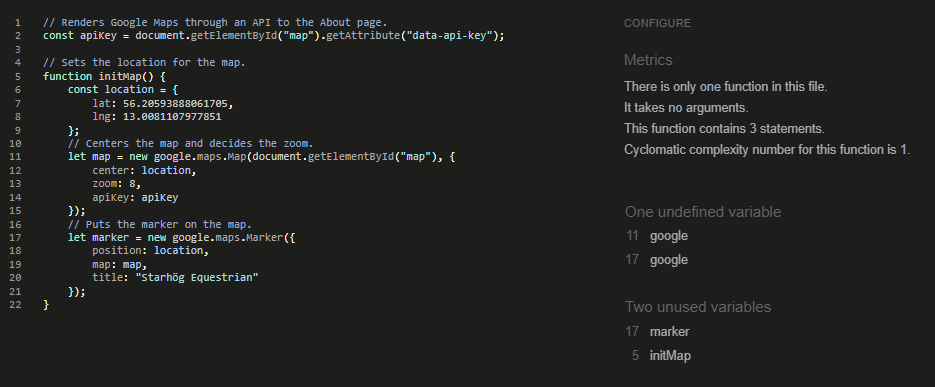 1 // Renders Google Maps through an API to the About page.
2 const apiKey = document.getElementById("map").getAttribute("data-api-key");
3
4 // Sets the location for the map.
5 function initMap() {
6 const location = {
7 lat: 56.20593888061705,
8 lng: 13.0081107977851
9 };
10 // Centers the map and decides the zoom.
11 let map = new google.maps.Map(document.getElementById("map"), {
12 center: location,
13 zoom: 8,
14 apiKey: apiKey
15 });
16 // Puts the marker on the map.
17 let marker = new google.maps.Marker({
18 position: location,
19 map: map,
20 title: "Starhög Equestrian"
21 });
22 }
CONFIGURE
Metrics
There is only one function in this file.
It takes no arguments.
This function contains 3 statements.
Cyclomatic complexity number for this function is 1.
One undefined variable
11 google
17 google
Two unused variables
17 marker
5 initMap